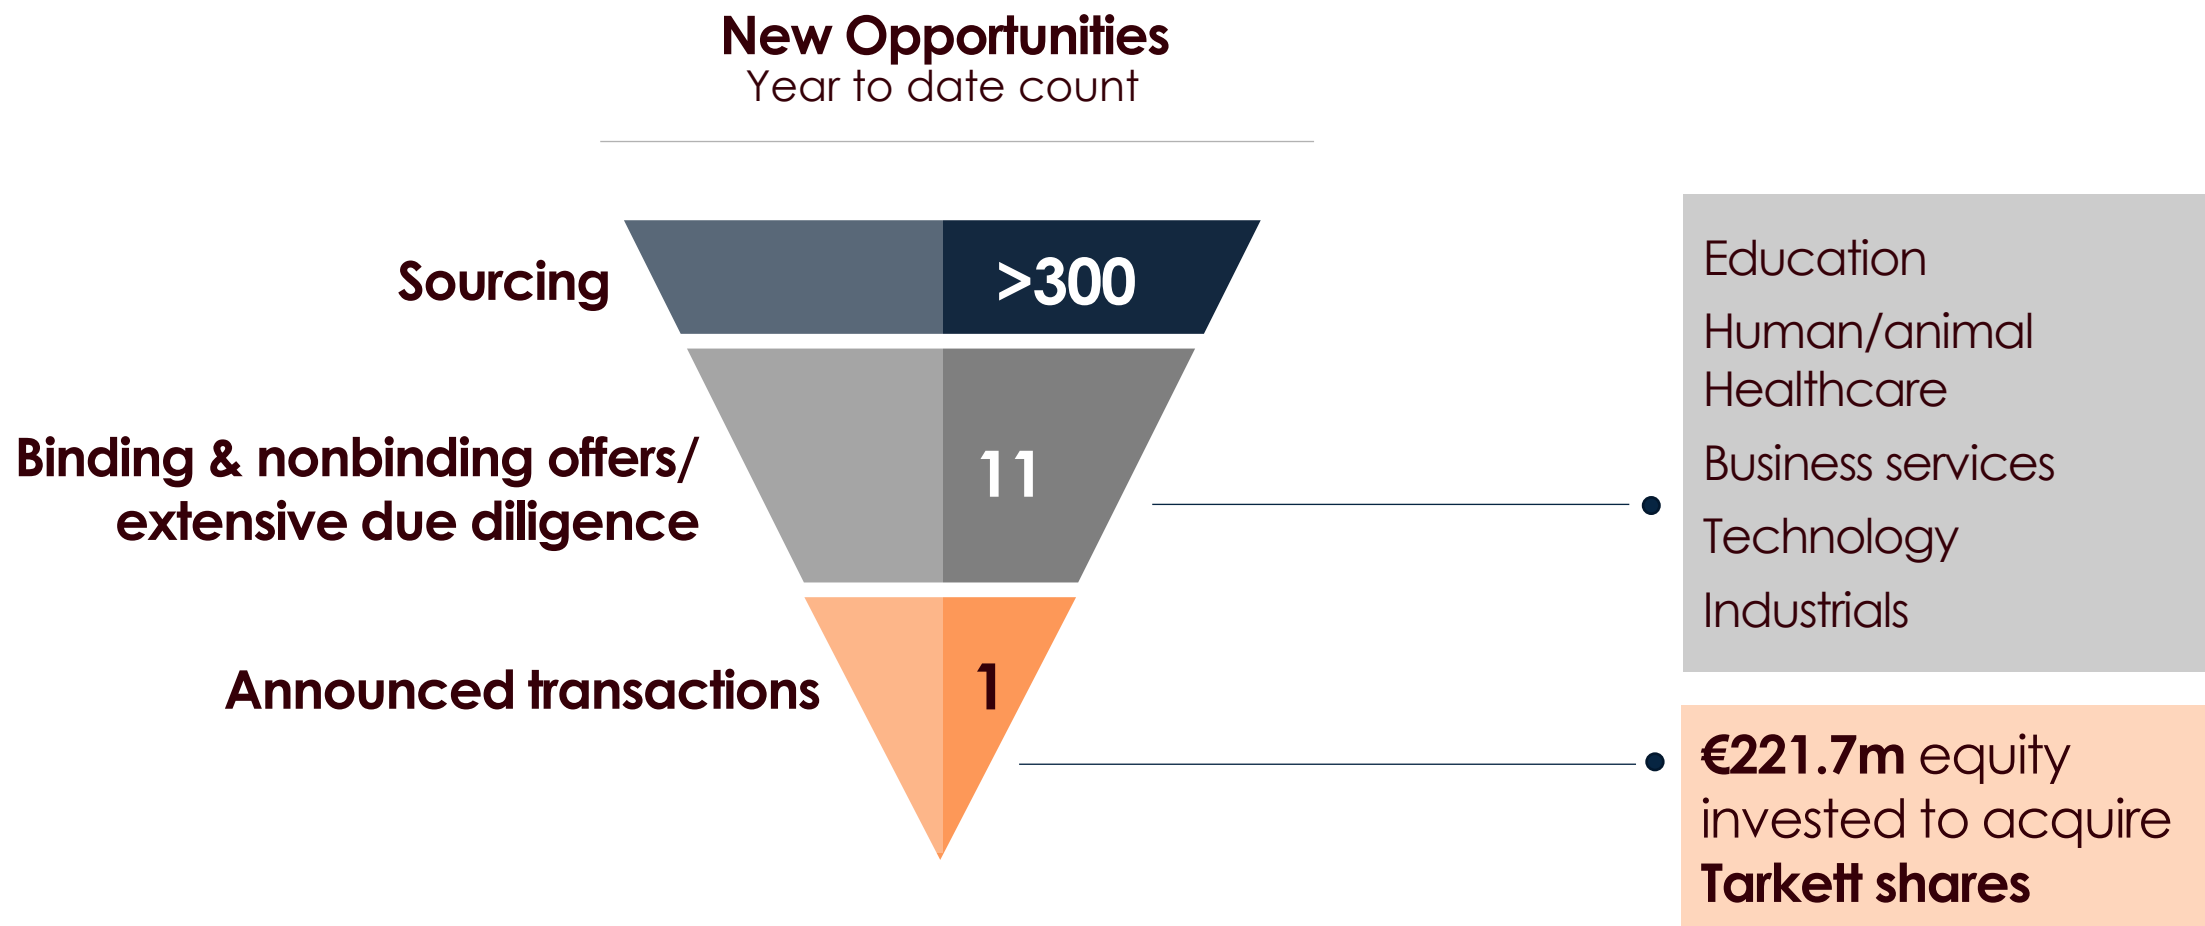 New Opportunities
Year to date count
Sourcing
>300
Binding & nonbinding offers/
extensive due diligence
11
Announced transactions
1
Education
Human/animal
Healthcare
Business services
Technology
Industrials
€221.7m equity
invested to acquire
Tarkett shares